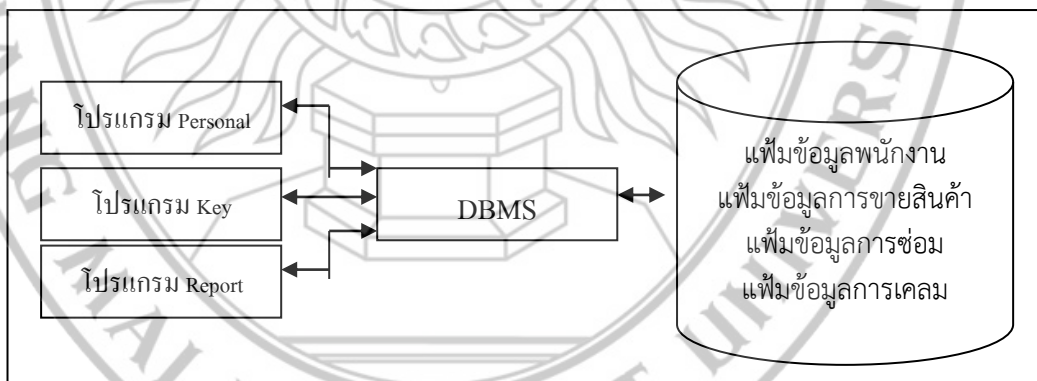 โปรแกรม Personal
โปรแกรม Key
โปรแกรม Report
DBMS
แฟ้มข้อมูลพนักงาน
แฟ้มข้อมูลการขายสินค้า
แฟ้มข้อมูลการซ่อม
แฟ้มข้อมูลการเคลม